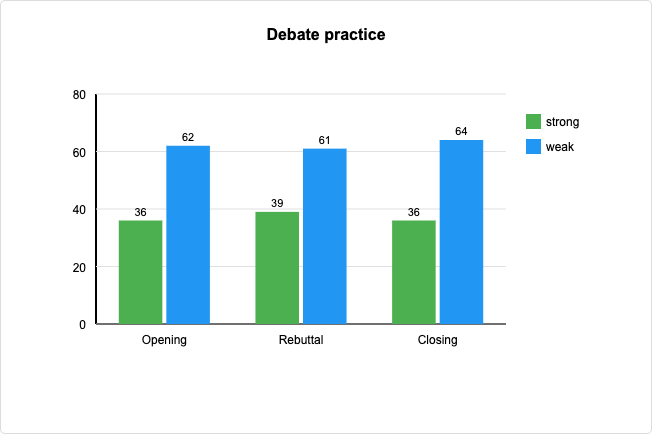 Debate practice
80
60
40
20
0
36
62
39
61
36
64
Opening
Rebuttal
Closing
strong
weak